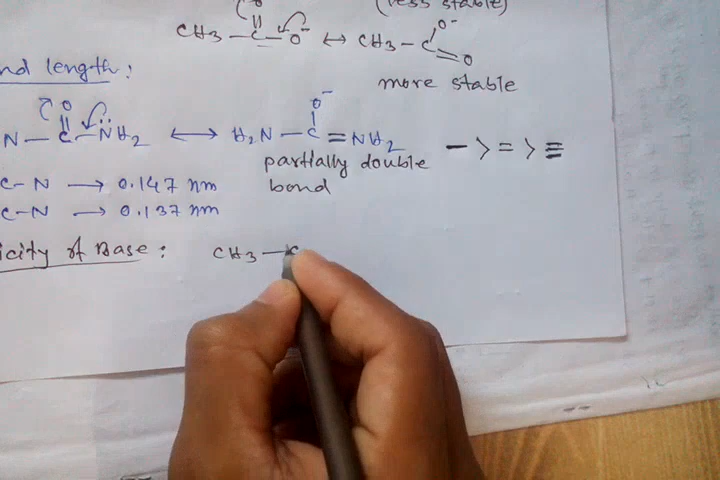 (less stable)
O
CH3 — C — O⁻ ↔ CH3 — C = O
O⁻
more stable
nd length:
O
O⁻
N — C — NH2 ⟷ H2N — C = NH2
— > = > ≡
partially double
bond
C-N → 0.147 nm
C-N → 0.137 nm
icity of Base: CH3 — C